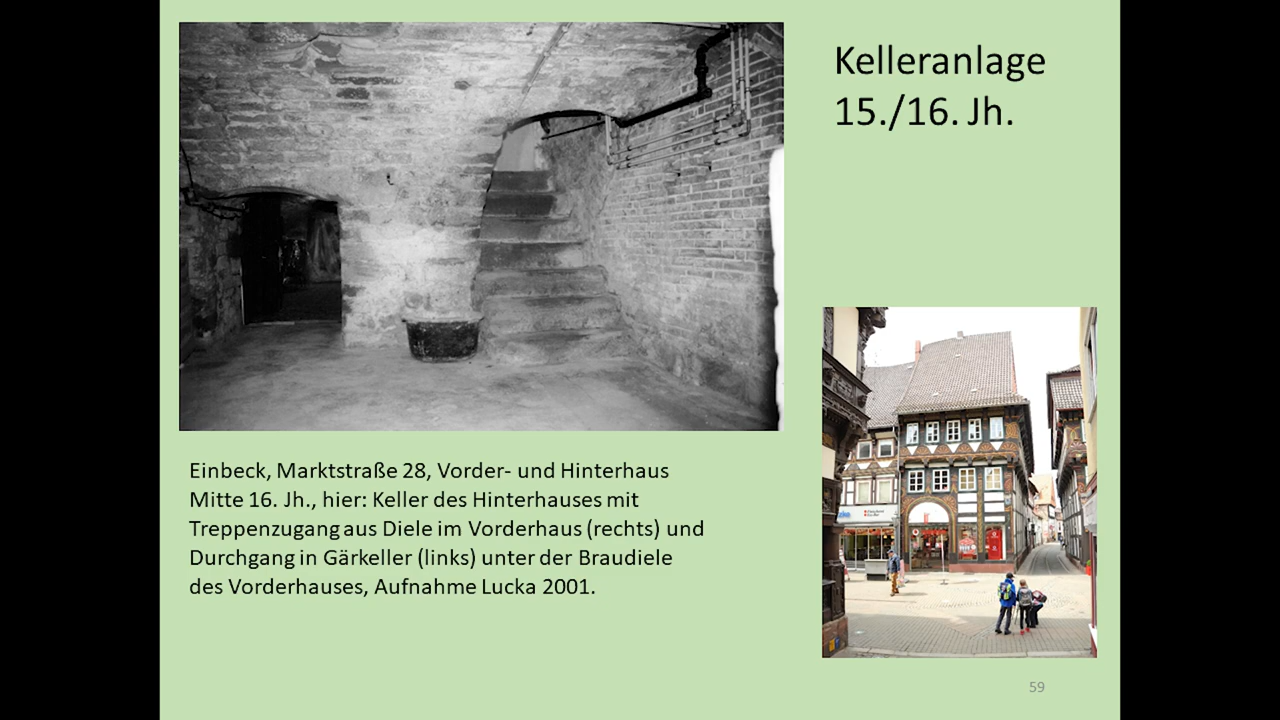 Kelleranlage
15./16. Jh.
Einbeck, Marktstraße 28, Vorder- und Hinterhaus
Mitte 16. Jh., hier: Keller des Hinterhauses mit
Treppenzugang aus Diele im Vorderhaus (rechts) und
Durchgang in Gärkeller (links) unter der Braudiele
des Vorderhauses, Aufnahme Lucka 2001.
59